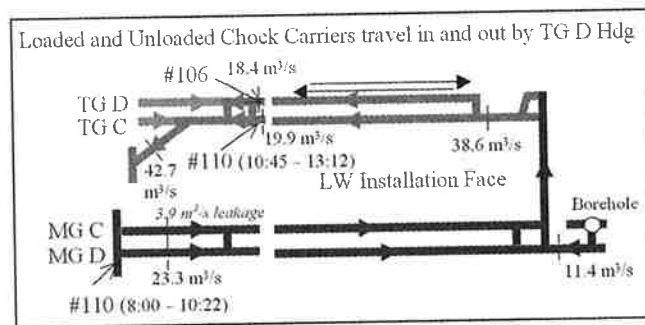 Loaded and Unloaded Chock Carriers travel in and out by TG D Hdg
#106
18.4 m³/s
TG D
TG C
19.9 m³/s
38.6 m³/s
#110 (10:45 - 13:12)
42.7
m³/s
LW Installation Face
Borehole
3.9 m³-s leakage
MG C
MG D
23.3 m³/s
11.4 m³/s
#110 (8:00 - 10:22)